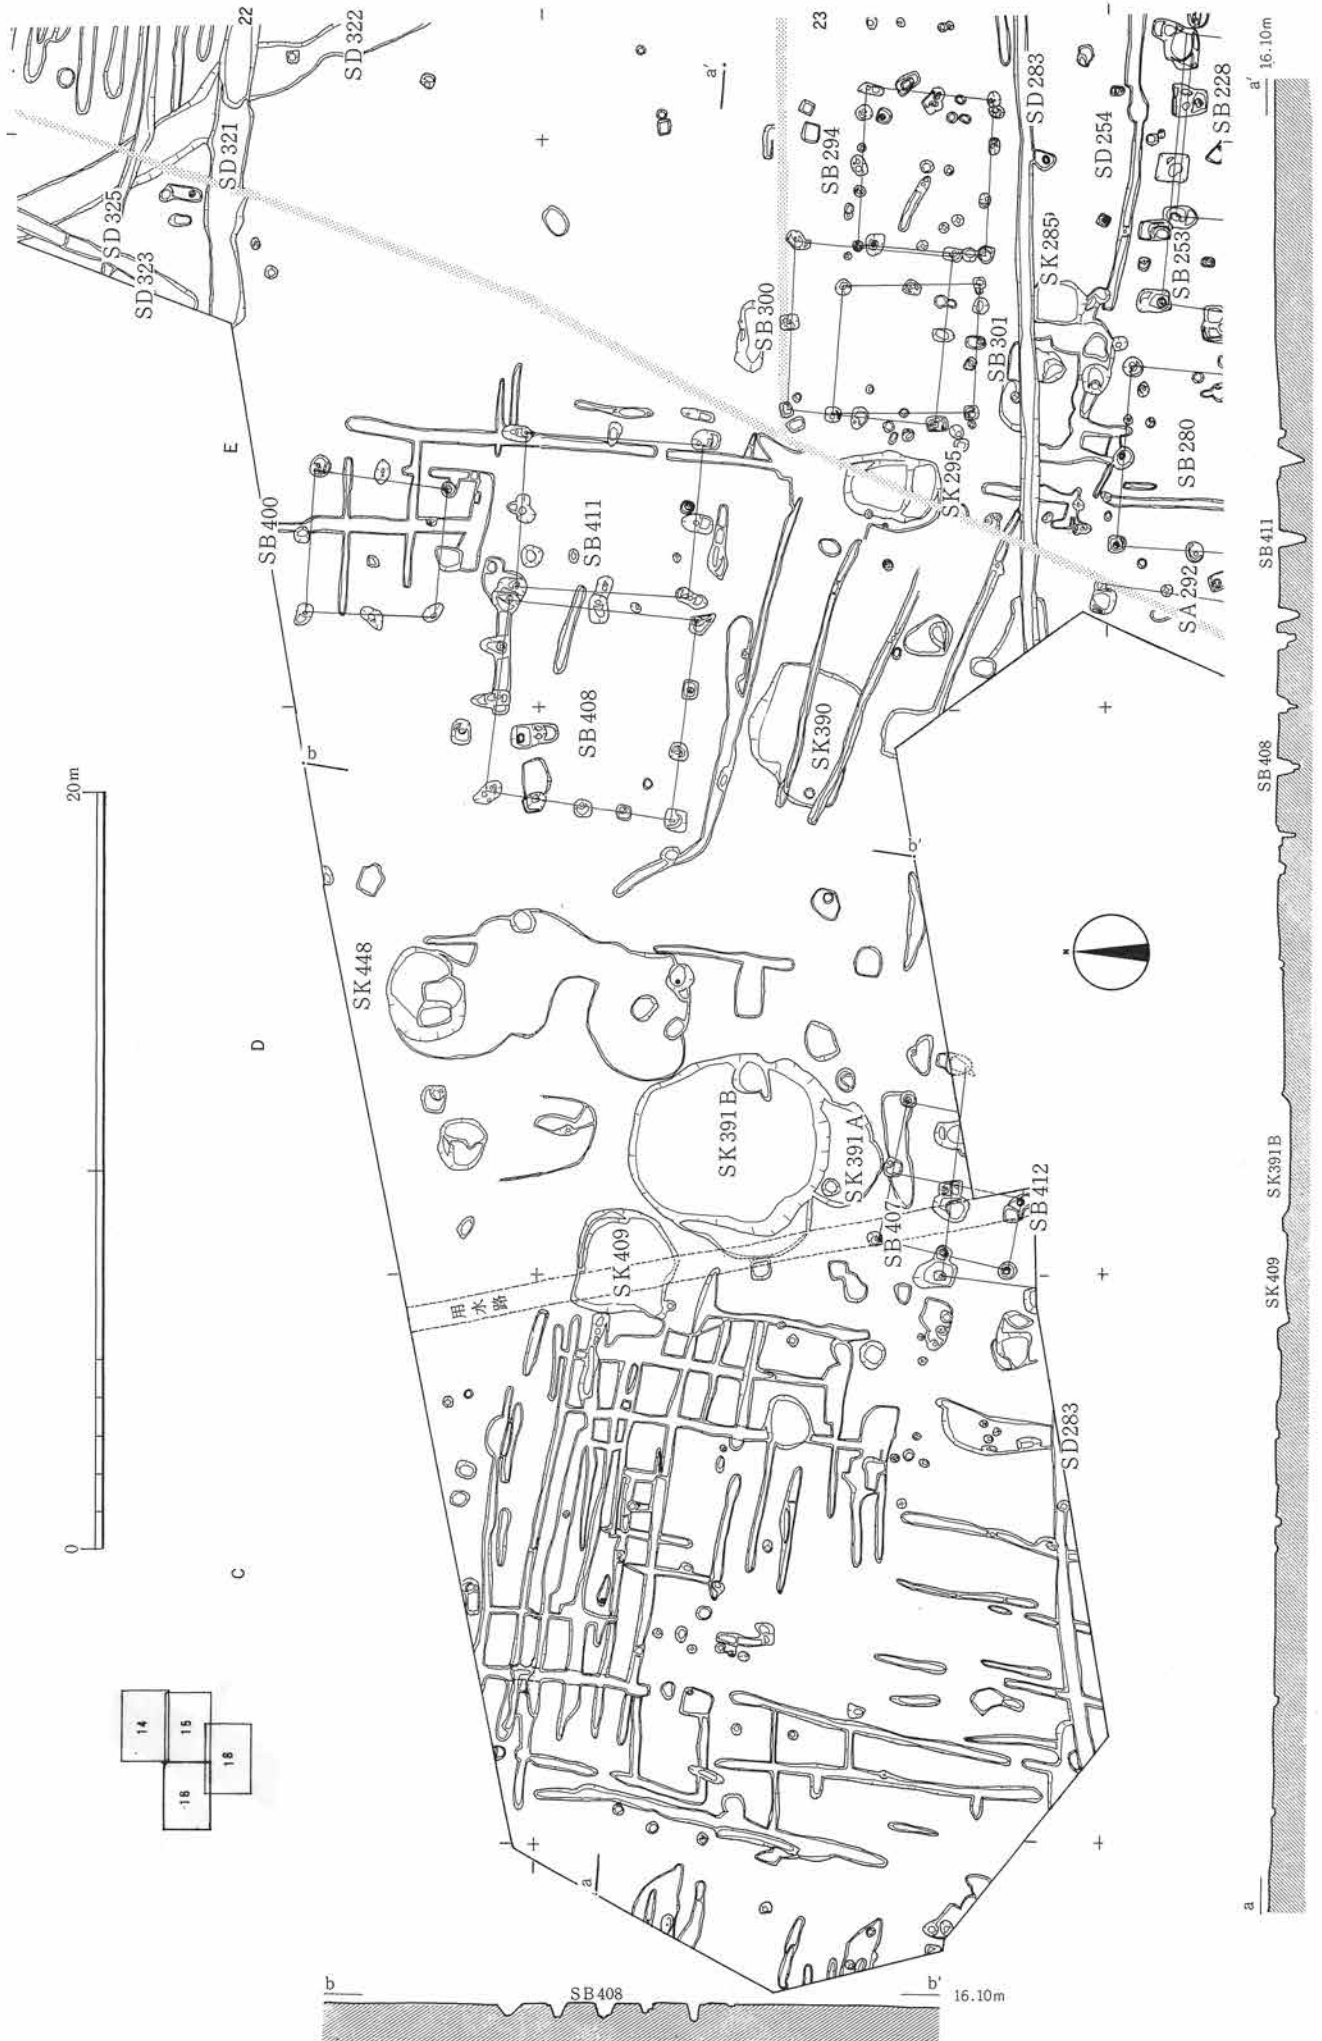 22
SD322
SD321
SD325
SD323
23
a'
SB294
SD283
SD254
SB228
SK285
SB253
SB300
SB301
SB280
SK295
SA292
E
SB400
SB411
SB408
SK390
b
b'
20m
0
SK448
D
N
SK391B
SK391A
SK409
SB407
SB412
用水路
SD283
C
14
15
16
18
a
a'
16.10m
SB411
SB408
SK391B
SK409
a
b
SB408
b'
16.10m